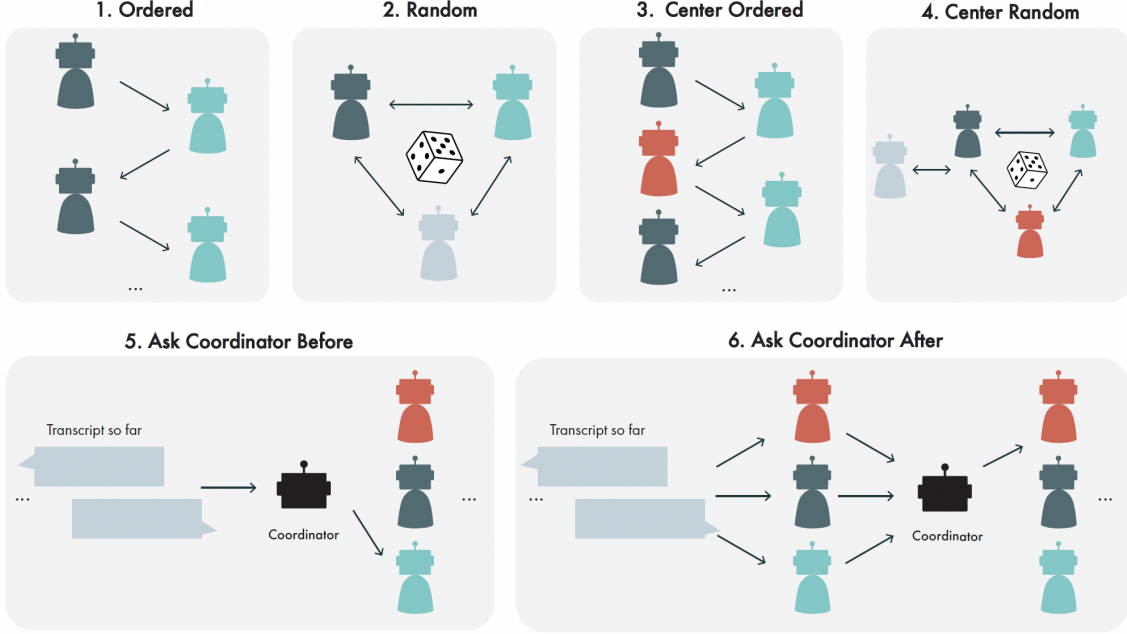 1. Ordered
2. Random
3. Center Ordered
4. Center Random
...
...
5. Ask Coordinator Before
6. Ask Coordinator After
Transcript so far
...
Coordinator
...
Transcript so far
...
Coordinator
...